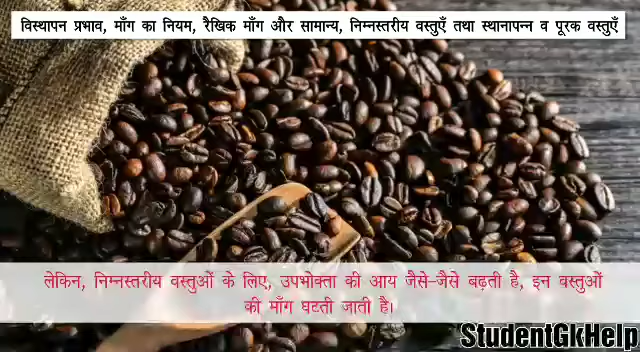 विस्थापन प्रभाव, माँग का नियम, रैखिक माँग और सामान्य, निम्नस्तरीय वस्तुएँ तथा स्थानापन्न व पूरक वस्तुएँ
लेकिन, निम्नस्तरीय वस्तुओं के लिए, उपभोक्ता की आय जैसे-जैसे बढ़ती है, इन वस्तुओं
की माँग घटती जाती है।
StudentGkHelp